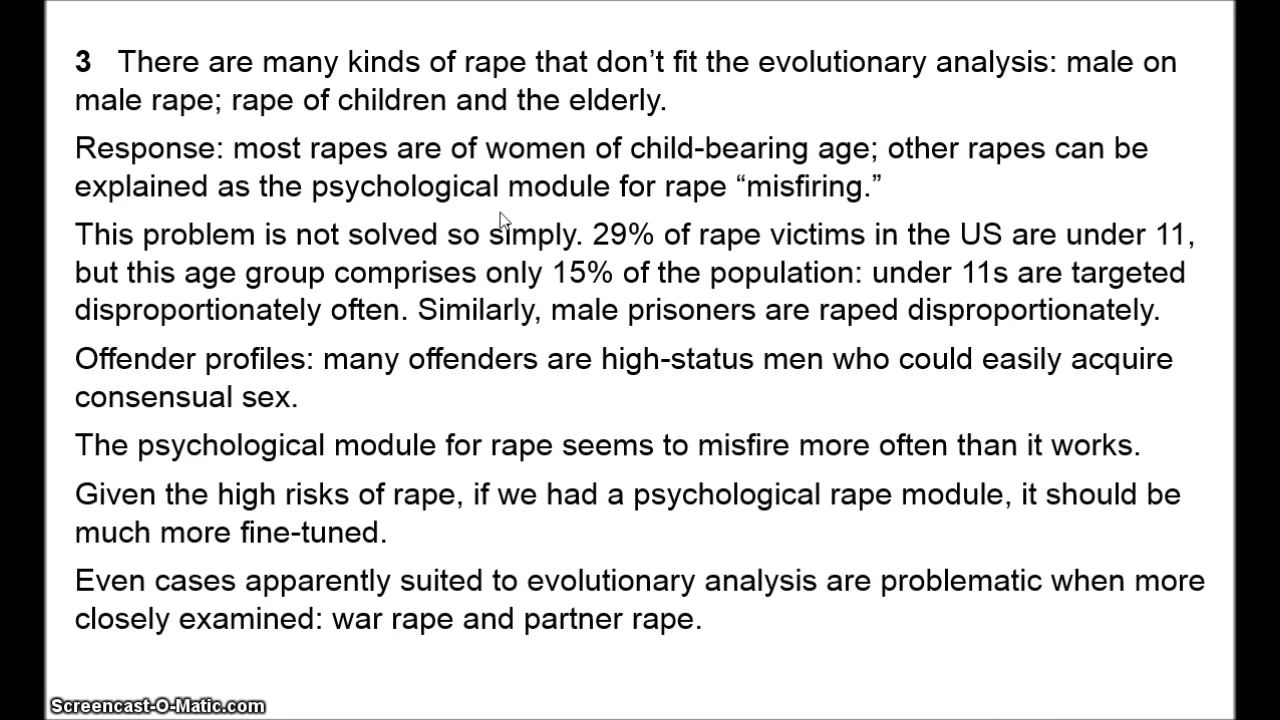 3 There are many kinds of rape that don’t fit the evolutionary analysis: male on
male rape; rape of children and the elderly.
Response: most rapes are of women of child-bearing age; other rapes can be
explained as the psychological module for rape “misfiring.”
This problem is not solved so simply. 29% of rape victims in the US are under 11,
but this age group comprises only 15% of the population: under 11s are targeted
disproportionately often. Similarly, male prisoners are raped disproportionately.
Offender profiles: many offenders are high-status men who could easily acquire
consensual sex.
The psychological module for rape seems to misfire more often than it works.
Given the high risks of rape, if we had a psychological rape module, it should be
much more fine-tuned.
Even cases apparently suited to evolutionary analysis are problematic when more
closely examined: war rape and partner rape.
Screencast-O-Matic.com